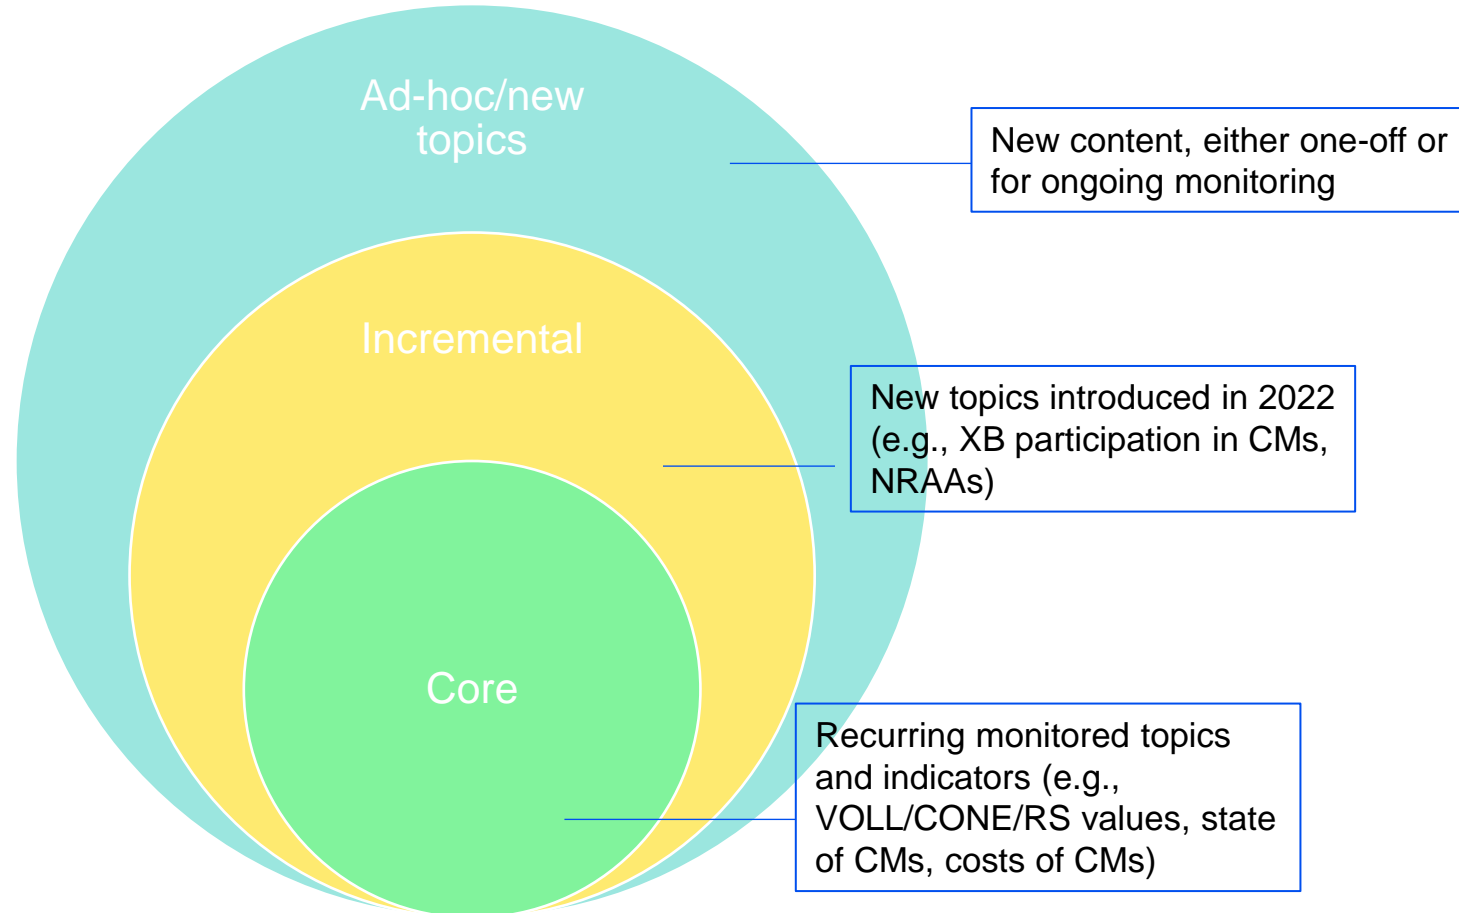 Ad-hoc/new
topics
New content, either one-off or
for ongoing monitoring
Incremental
New topics introduced in 2022
(e.g., XB participation in CMs,
NRAAs)
Core
Recurring monitored topics
and indicators (e.g.,
VOLL/CONE/RS values, state
of CMs, costs of CMs)